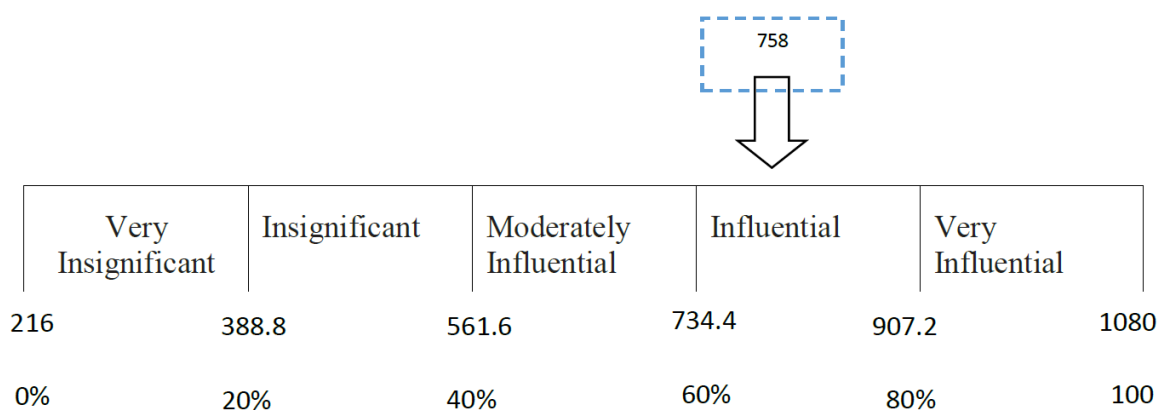 758
Very
Insignificant
Insignificant
Moderately
Influential
Influential
Very
Influential
216 388.8 561.6 734.4 907.2 1080
0% 20% 40% 60% 80% 100